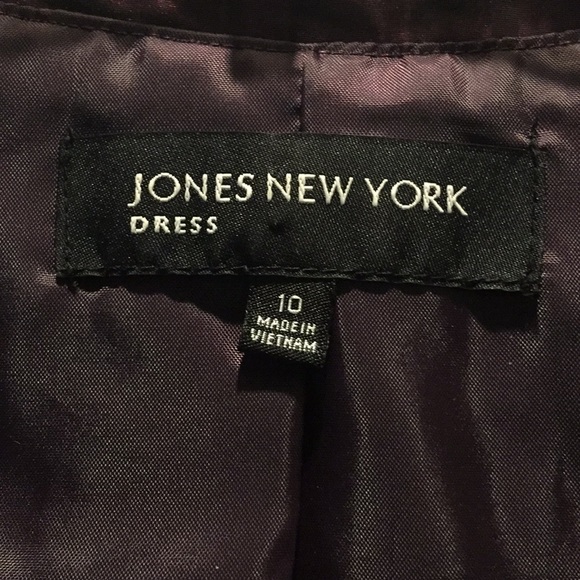 JONES NEW YORK
DRESS
10
MADE IN
VIETNAM